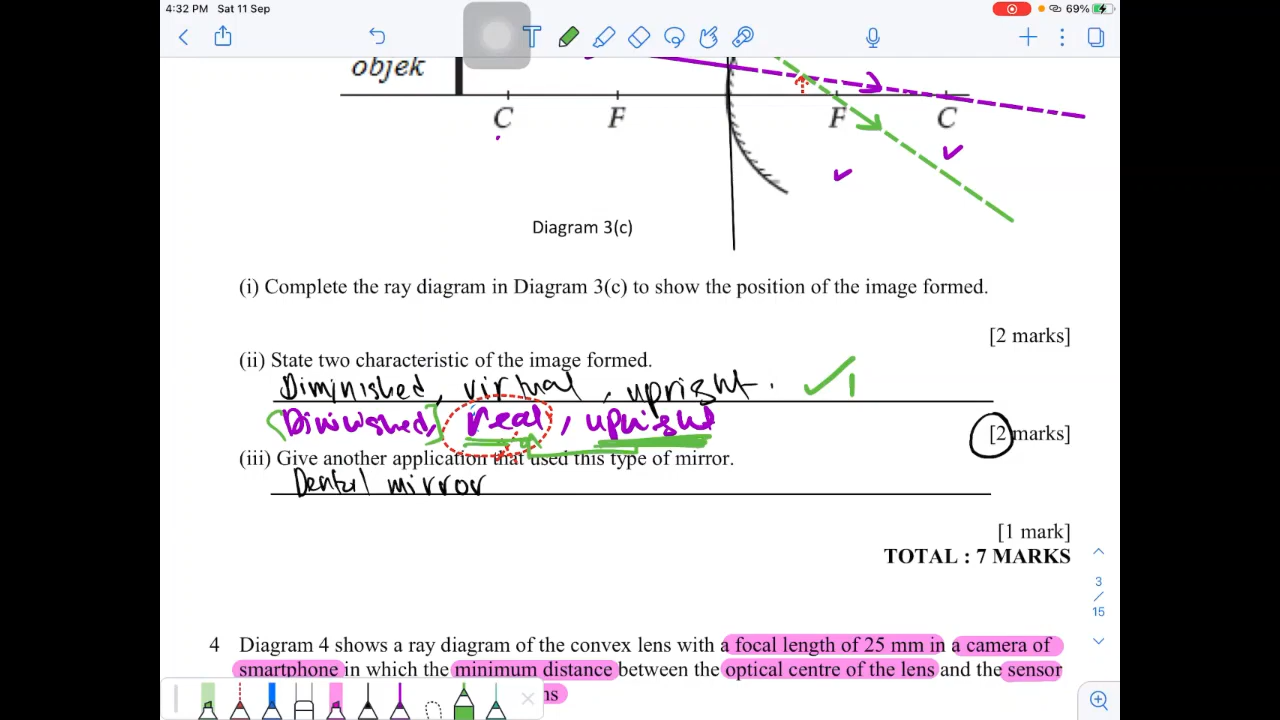 4:32 PM Sat 11 Sep
69%
objek
C F F C
Diagram 3(c)
(i) Complete the ray diagram in Diagram 3(c) to show the position of the image formed.
[2 marks]
(ii) State two characteristic of the image formed.
Diminished, virtual, upright. 1
Diminished, real, upright
[2 marks]
(iii) Give another application that used this type of mirror.
Dental mirror
[1 mark]
TOTAL : 7 MARKS
3
/
15
4 Diagram 4 shows a ray diagram of the convex lens with a focal length of 25 mm in a camera of
smartphone in which the minimum distance between the optical centre of the lens and the sensor